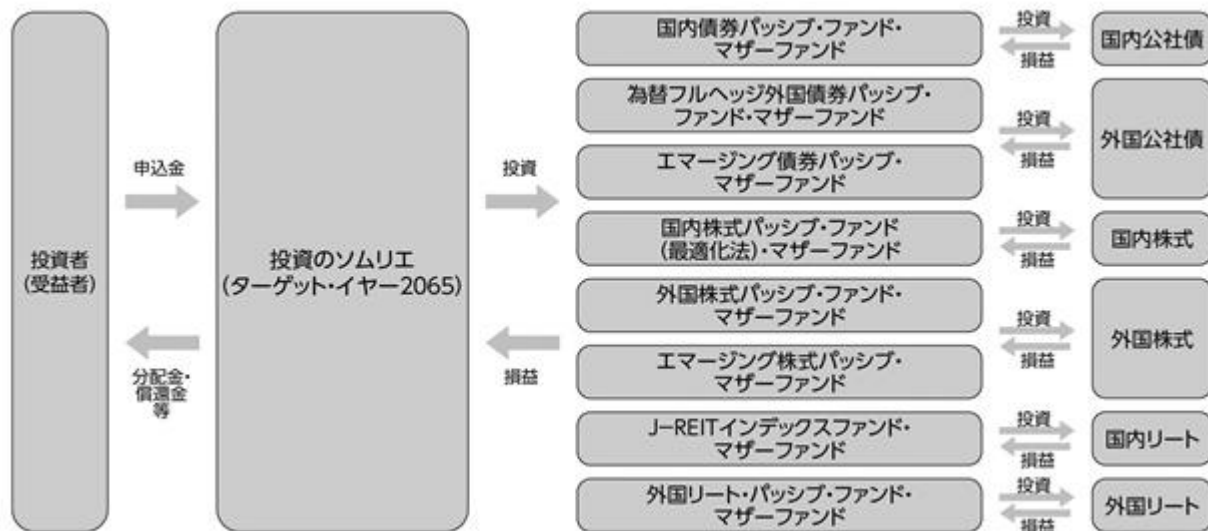 投資者
(受益者)
申込金
分配金・
償還金
等
投資のソムリエ
(ターゲット・イヤー2065)
投資
損益
国内債券パッシブ・ファンド・
マザーファンド
投資
損益
国内公社債
為替フルヘッジ外国債券パッシブ・
ファンド・マザーファンド
エマージング債券パッシブ・
マザーファンド
投資
損益
外国公社債
国内株式パッシブ・ファンド
(最適化法)・マザーファンド
投資
損益
国内株式
外国株式パッシブ・ファンド・
マザーファンド
エマージング株式パッシブ・
マザーファンド
投資
損益
外国株式
J-REITインデックスファンド・
マザーファンド
投資
損益
国内リート
外国リート・パッシブ・ファンド・
マザーファンド
投資
損益
外国リート